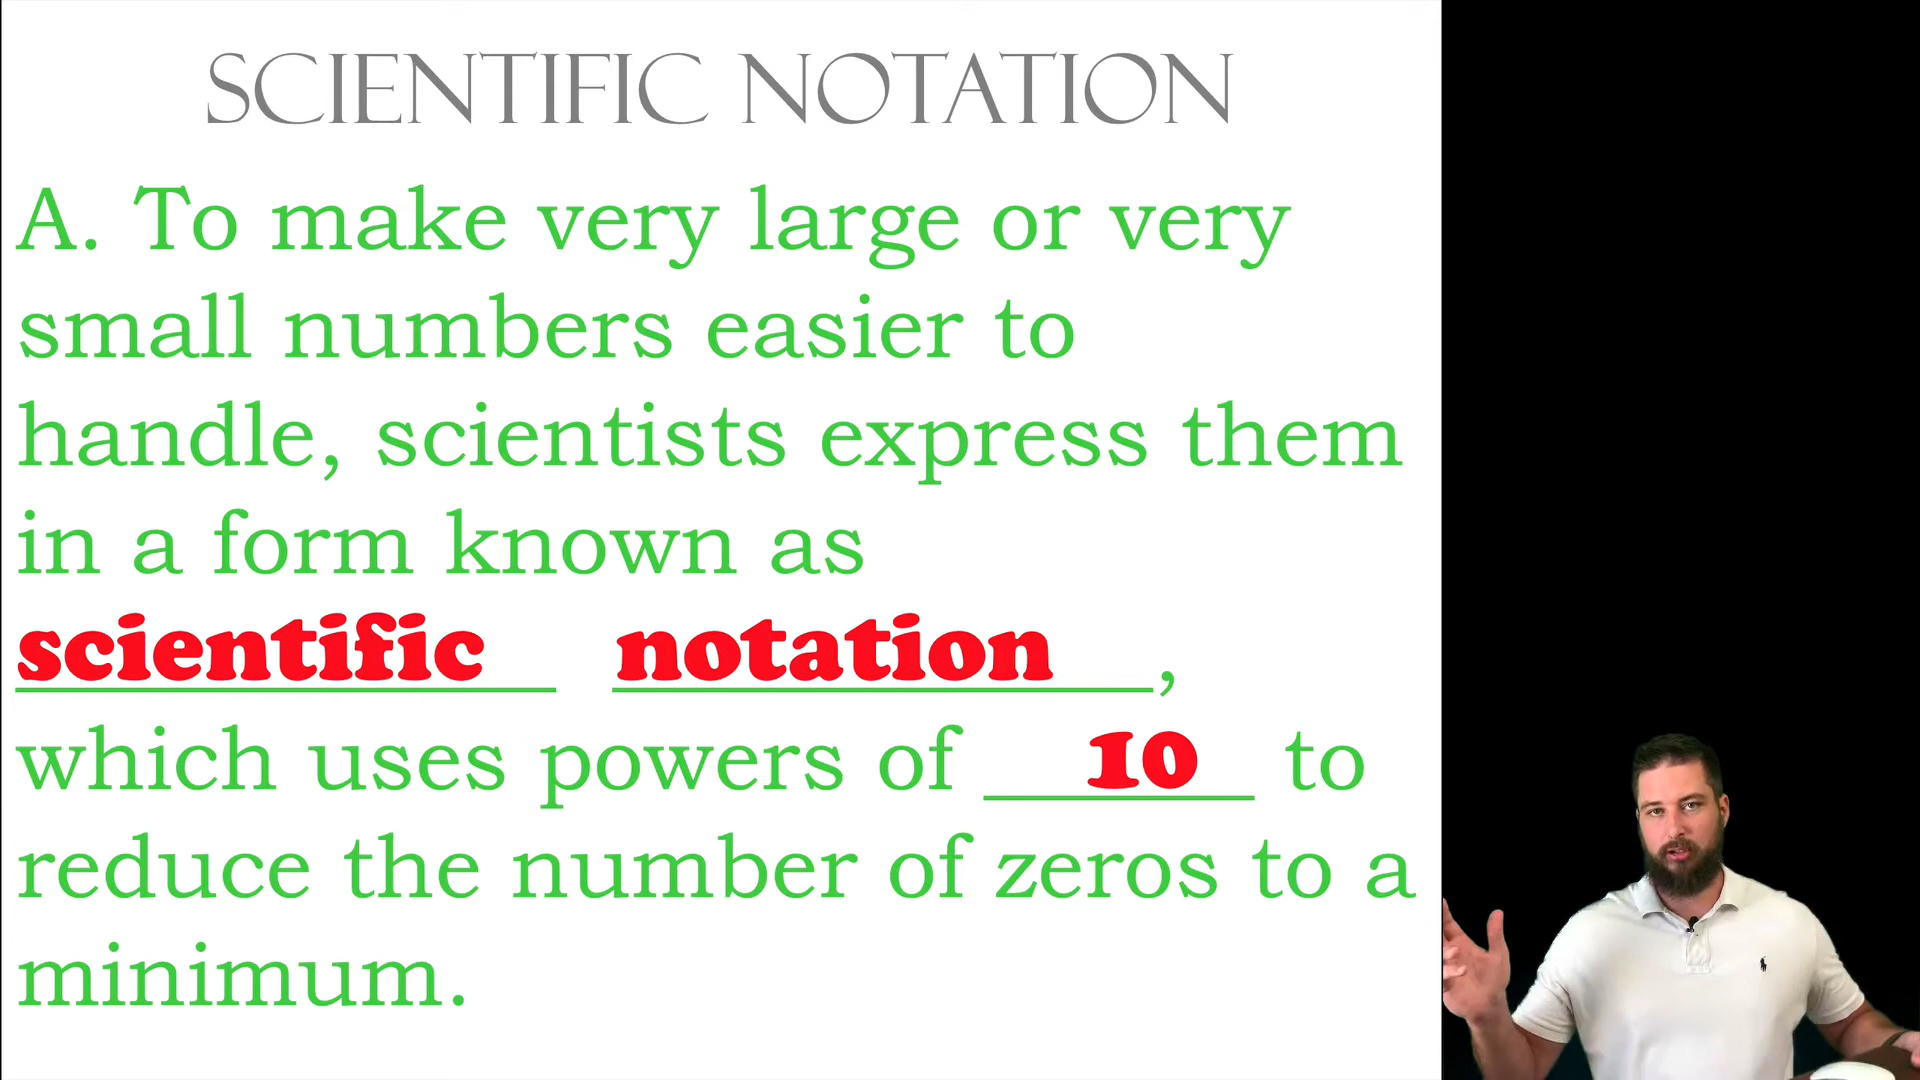 SCIENTIFIC NOTATION
A. To make very large or very
small numbers easier to
handle, scientists express them
in a form known as
scientific notation,
which uses powers of 10 to
reduce the number of zeros to a
minimum.